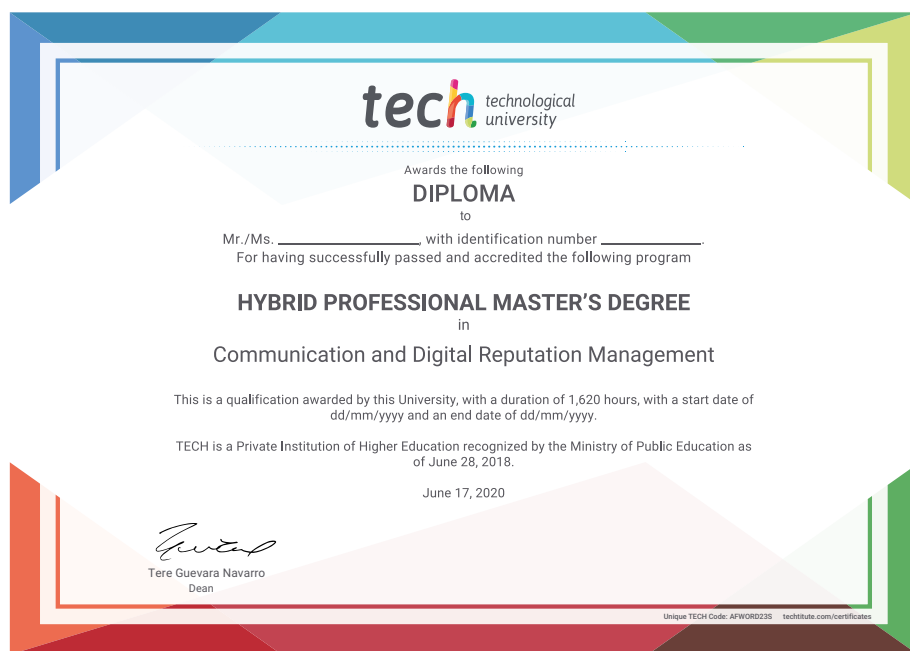 tech technological
university
Awards the following
DIPLOMA
to
Mr./Ms. ____________, with identification number ____________.
For having successfully passed and accredited the following program
HYBRID PROFESSIONAL MASTER'S DEGREE
in
Communication and Digital Reputation Management
This is a qualification awarded by this University, with a duration of 1,620 hours, with a start date of
dd/mm/yyyy and an end date of dd/mm/yyyy.
TECH is a Private Institution of Higher Education recognized by the Ministry of Public Education as
of June 28, 2018.
June 17, 2020
Tere Guevara Navarro
Dean
Unique TECH Code: AFWORD23S techtitute.com/certificates